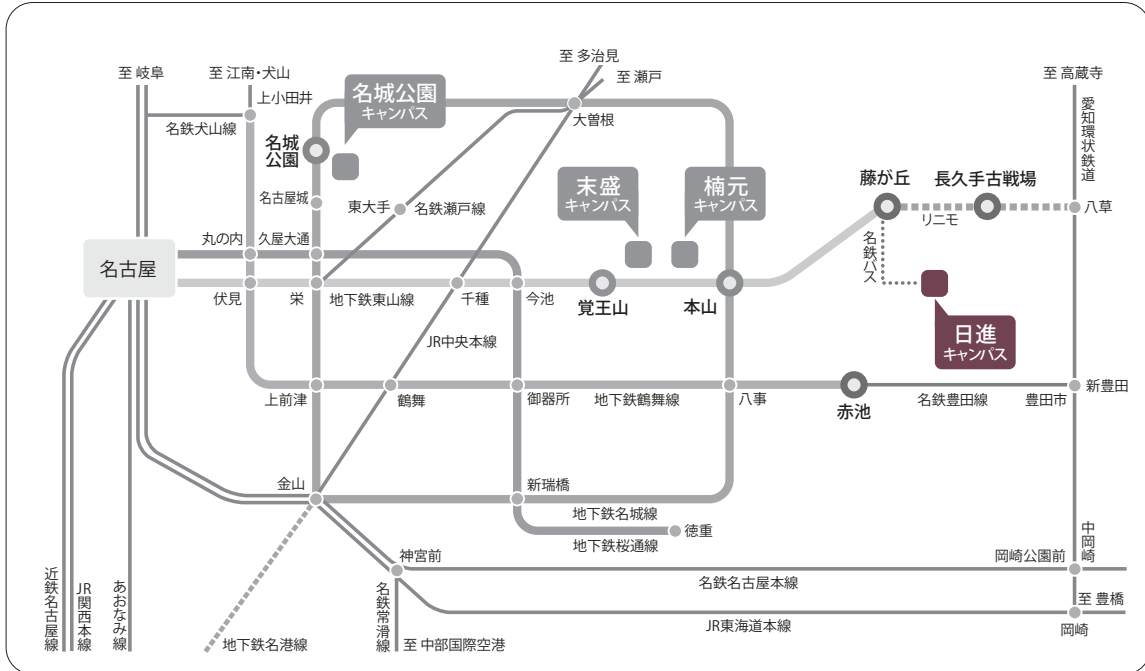 至 岐阜
至 江南・犬山
至 多治見
至 瀬戸
至 高蔵寺
上小田井
名城公園
キャンパス
大曽根
愛知環状鉄道
名鉄犬山線
名城
公園
末盛
キャンパス
楠元
キャンパス
藤が丘
長久手古戦場
名古屋城
東大手
名鉄瀬戸線
リニモ
八草
丸の内
久屋大通
名鉄バス
名古屋
伏見
栄
地下鉄東山線
千種
今池
覚王山
本山
日進
キャンパス
JR中央本線
上前津
鶴舞
御器所
地下鉄鶴舞線
八事
赤池
名鉄豊田線
豊田市
新豊田
金山
新瑞橋
地下鉄名城線
徳重
地下鉄桜通線
神宮前
岡崎公園前
中岡崎
名鉄名古屋本線
近鉄名古屋線
JR関西本線
あおなみ線
地下鉄名港線
名鉄常滑線
至 中部国際空港
JR東海道本線
至 豊橋
岡崎